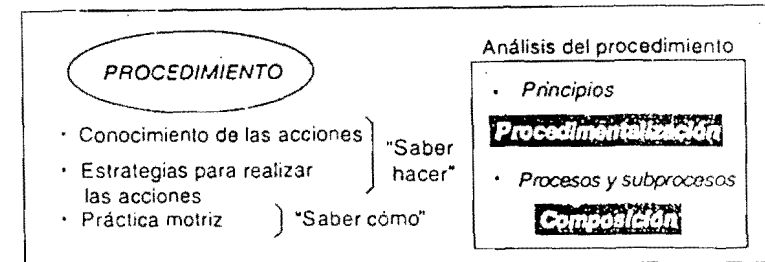 PROCEDIMIENTO
· Conocimiento de las acciones
· Estrategias para realizar
las acciones
"Saber
hacer"
· Práctica motriz
"Saber cómo"
Análisis del procedimiento
· Principios
Procedimentalización
· Procesos y subprocesos
Composición